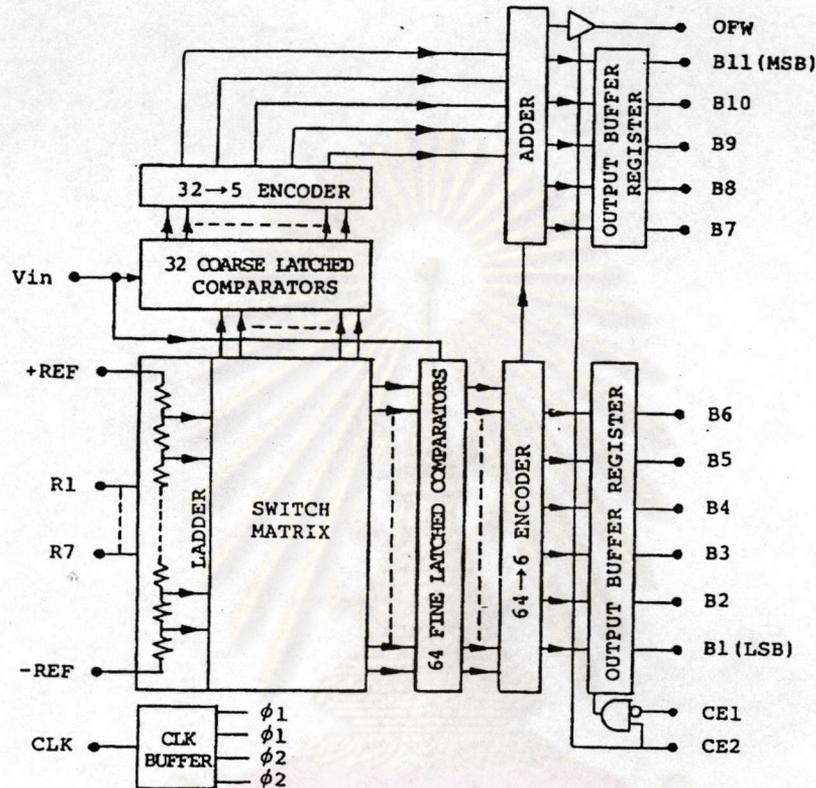 OFW
B11(MSB)
B10
B9
B8
B7
ADDER
OUTPUT BUFFER
REGISTER
32→5 ENCODER
Vin
32 COARSE LATCHED
COMPARATORS
+REF
R1
R7
-REF
LADDER
SWITCH
MATRIX
64 FINE LATCHED COMPARATORS
64→6 ENCODER
OUTPUT BUFFER REGISTER
B6
B5
B4
B3
B2
B1(LSB)
CE1
CE2
CLK
CLK
BUFFER
ϕ1
ϕ1
ϕ2
ϕ2